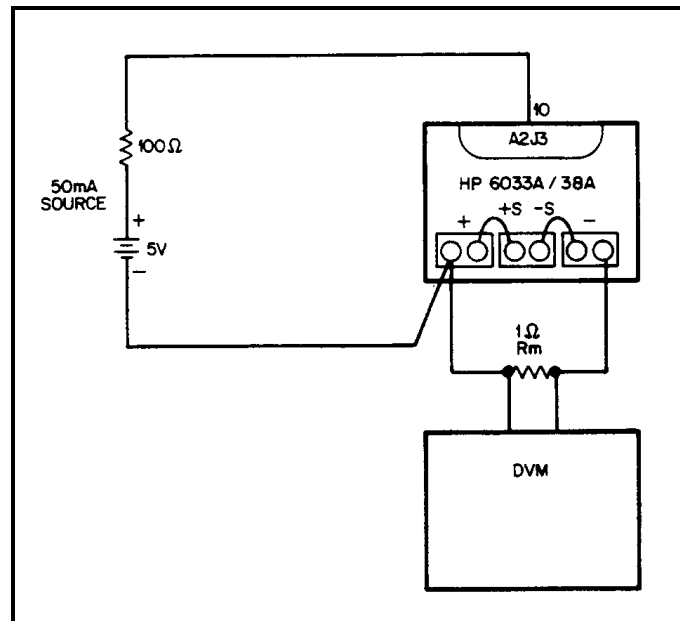 10
A2J3
100Ω
HP 6033A / 38A
50mA
SOURCE
+
5V
−
+ +S -S −
1Ω
Rm
DVM